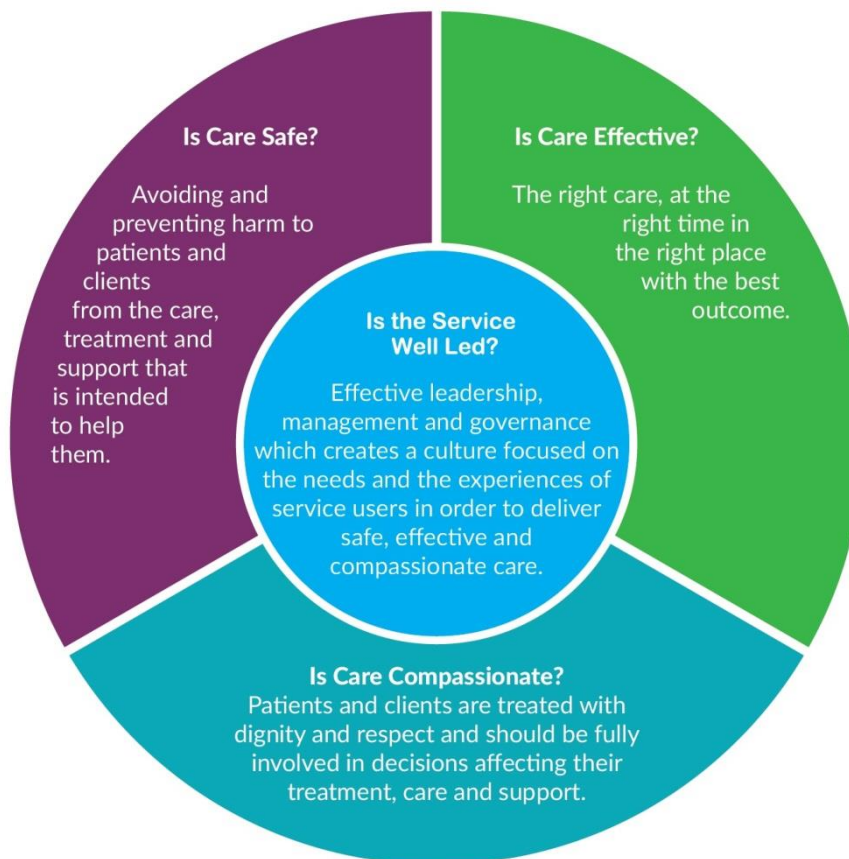 Is Care Safe?
Avoiding and
preventing harm to
patients and
clients
from the care,
treatment and
support that
is intended
to help
them.
Is Care Effective?
The right care, at the
right time in
the right place
with the best
outcome.
Is the Service
Well Led?
Effective leadership,
management and governance
which creates a culture focused on
the needs and the experiences of
service users in order to deliver
safe, effective and
compassionate care.
Is Care Compassionate?
Patients and clients are treated with
dignity and respect and should be fully
involved in decisions affecting their
treatment, care and support.